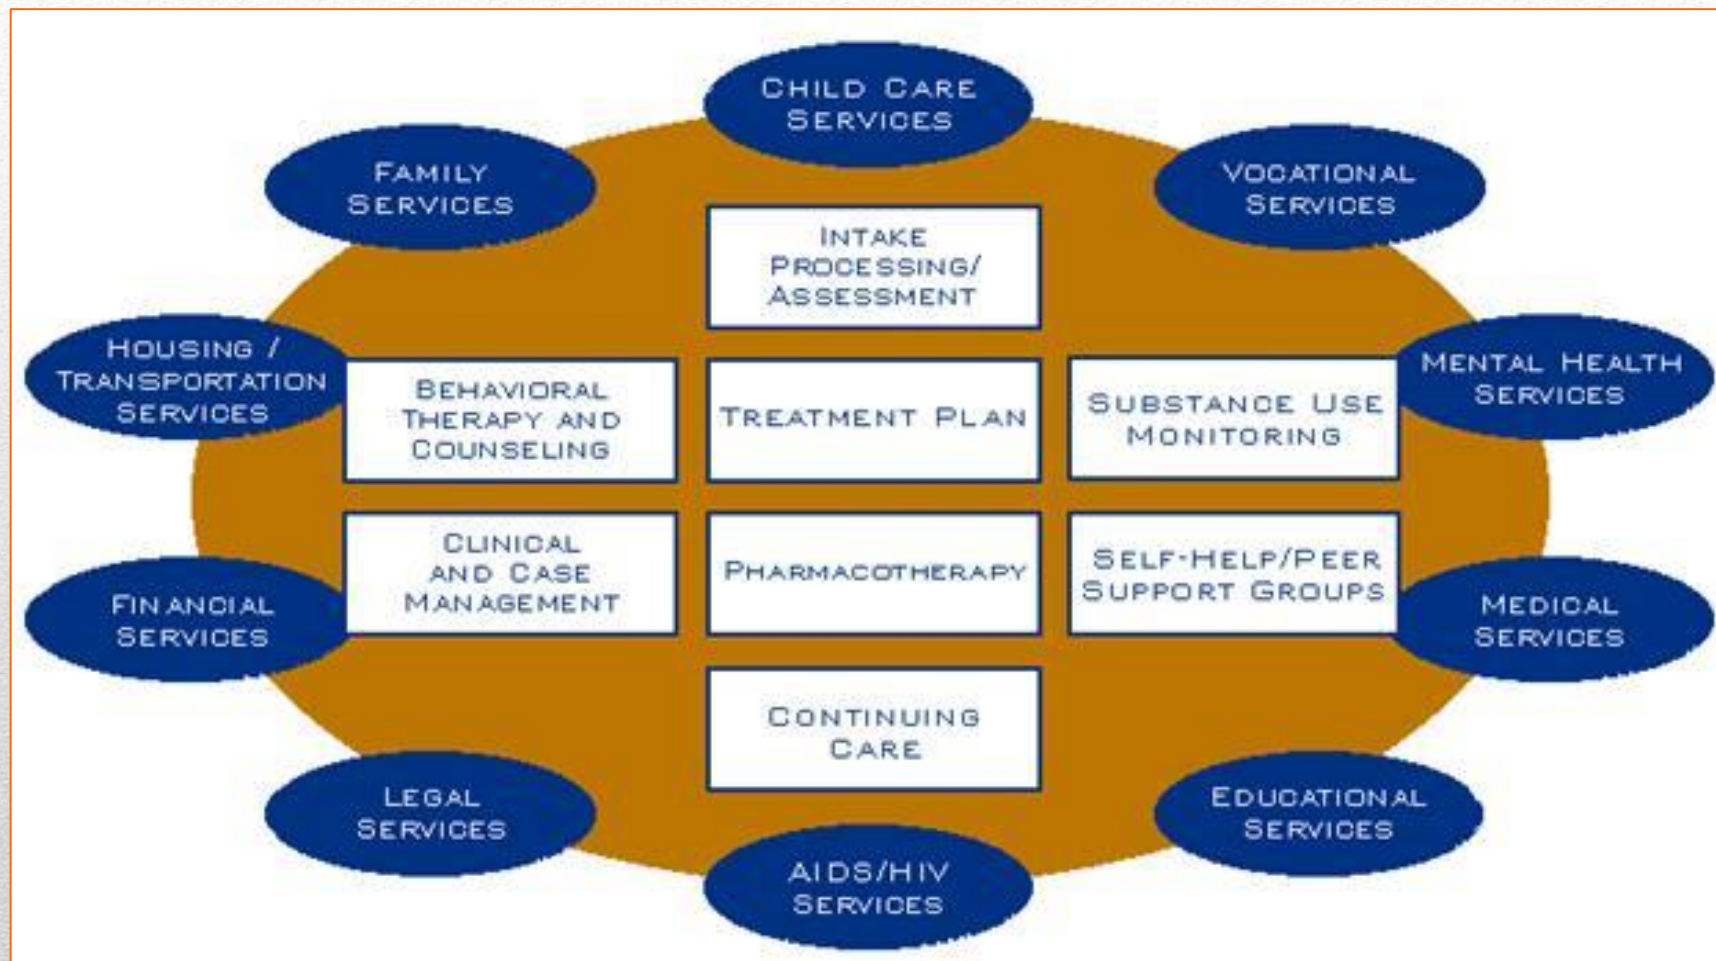 CHILD CARE
SERVICES
FAMILY
SERVICES
VOCATIONAL
SERVICES
INTAKE
PROCESSING/
ASSESSMENT
HOUSING /
TRANSPORTATION
SERVICES
BEHAVIORAL
THERAPY AND
COUNSELING
TREATMENT PLAN
SUBSTANCE USE
MONITORING
MENTAL HEALTH
SERVICES
FINANCIAL
SERVICES
CLINICAL
AND CASE
MANAGEMENT
PHARMACOTHERAPY
SELF-HELP/PEER
SUPPORT GROUPS
MEDICAL
SERVICES
CONTINUING
CARE
LEGAL
SERVICES
AIDS/HIV
SERVICES
EDUCATIONAL
SERVICES